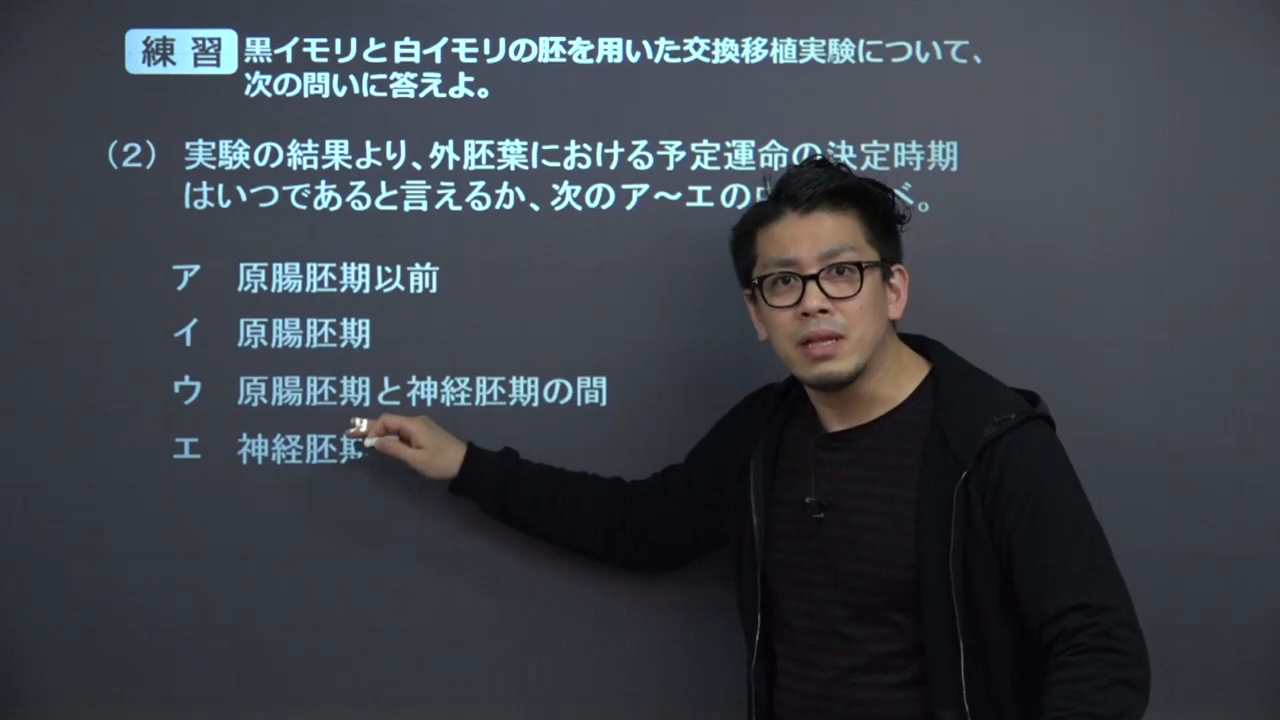 練習 黒イモリと白イモリの胚を用いた交換移植実験について、
次の問いに答えよ。
(2) 実験の結果より、外胚葉における予定運命の決定時期
はいつであると言えるか、次のア～エの
ア 原腸胚期以前
イ 原腸胚期
ウ 原腸胚期と神経胚期の間
エ 神経胚期